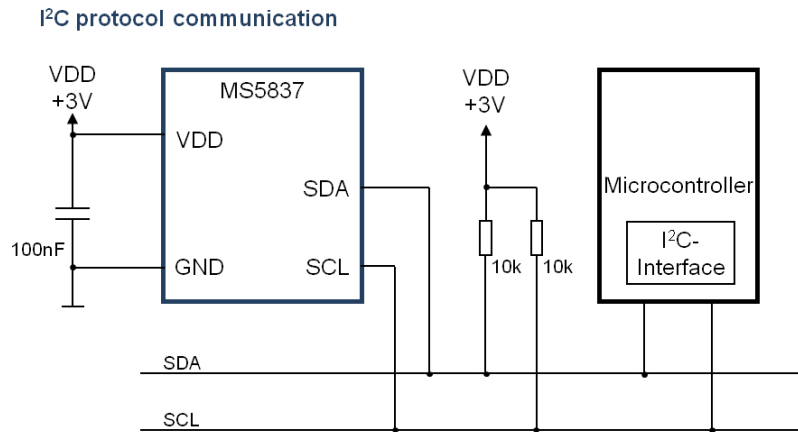 I²C protocol communication
VDD
+3V
MS5837
VDD
SDA
GND
SCL
100nF
VDD
+3V
10k
10k
Microcontroller
I²C-
Interface
SDA
SCL